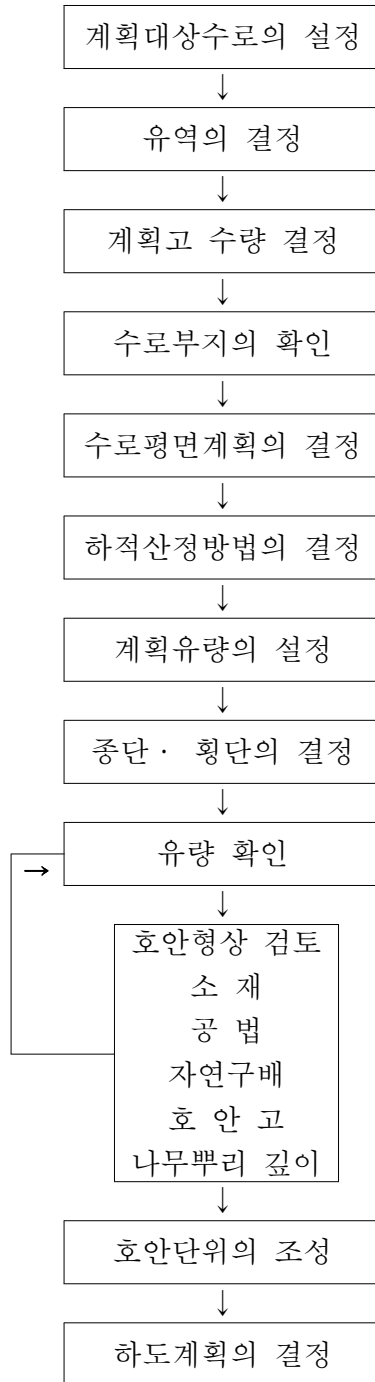 계획대상수로의 설정
↓
유역의 결정
↓
계획고 수량 결정
↓
수로부지의 확인
↓
수로평면계획의 결정
↓
하적산정방법의 결정
↓
계획유량의 설정
↓
종단· 횡단의 결정
↓
유량 확인
→
↓
호안형상 검토
소 재
공 법
자연구배
호 안 고
나무뿌리 깊이
↓
호안단위의 조성
↓
하도계획의 결정